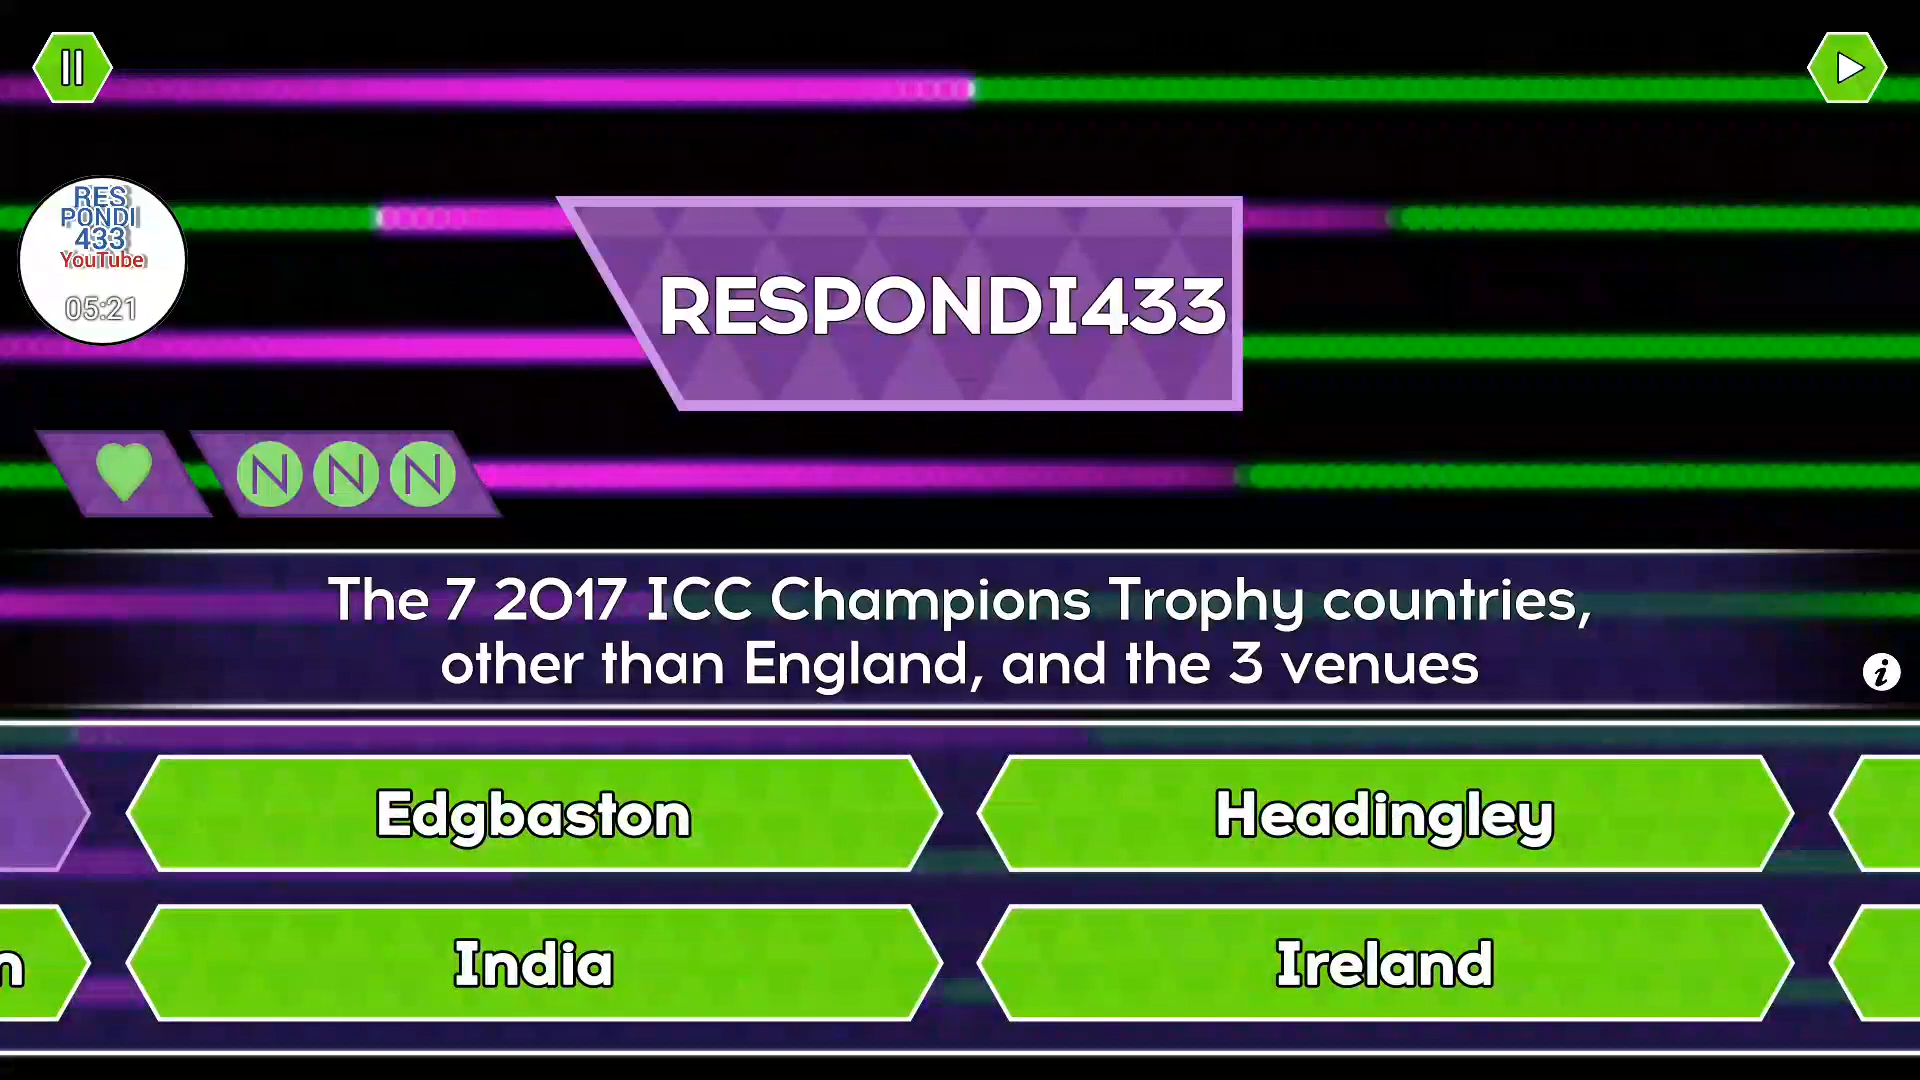 RES
PONDI
433
YouTube
05:21
RESPONDI433
N N N
The 7 2017 ICC Champions Trophy countries,
other than England, and the 3 venues
i
Edgbaston
Headingley
n
India
Ireland